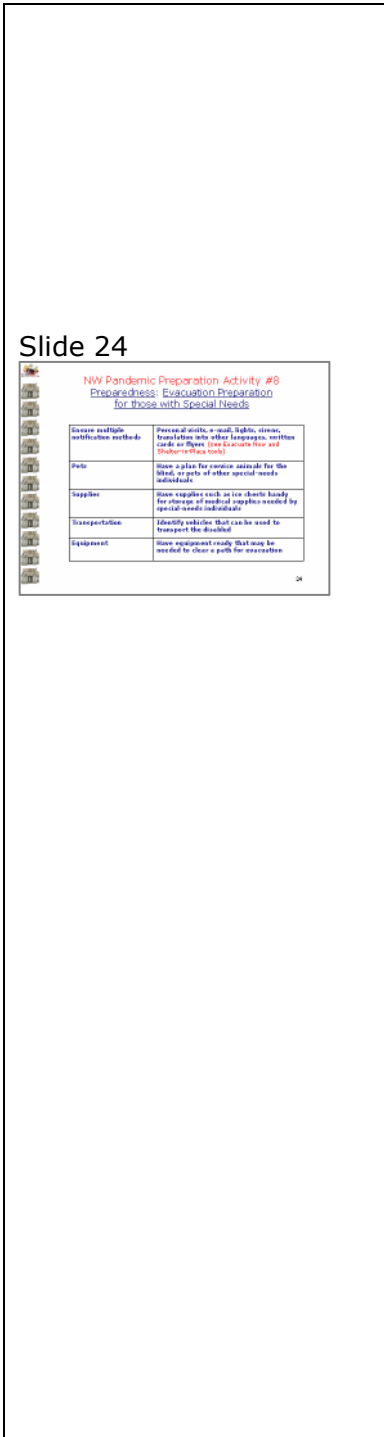 Slide 24
NW Pandemic Preparation Activity #8
Preparedness: Evacuation Preparation
for those with Special Needs
Ensure multiple
notification methods
Personal visits, e-mail, lights, sirens,
translation into other languages, written
cards or flyers (see Evacuate Now and
Shelter-in-Place tools)
Pets
Have a plan for service animals for the
blind, or pets of other special-needs
individuals
Supplies
Have supplies such as ice chests handy
for storage of medical supplies needed by
special-needs individuals
Transportation
Identify vehicles that can be used to
transport the disabled
Equipment
Have equipment ready that may be
needed to clear a path for evacuation
24